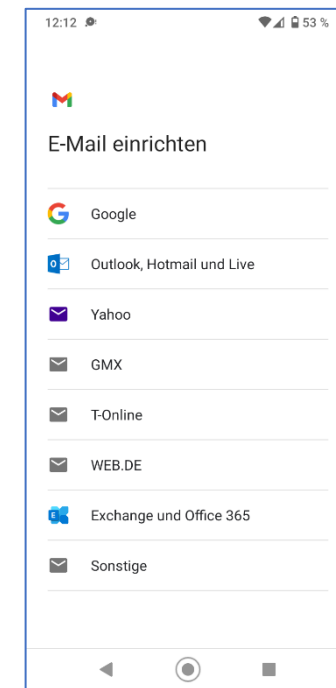 12:12 53 %
E-Mail einrichten
Google
Outlook, Hotmail und Live
Yahoo
GMX
T-Online
WEB.DE
Exchange und Office 365
Sonstige